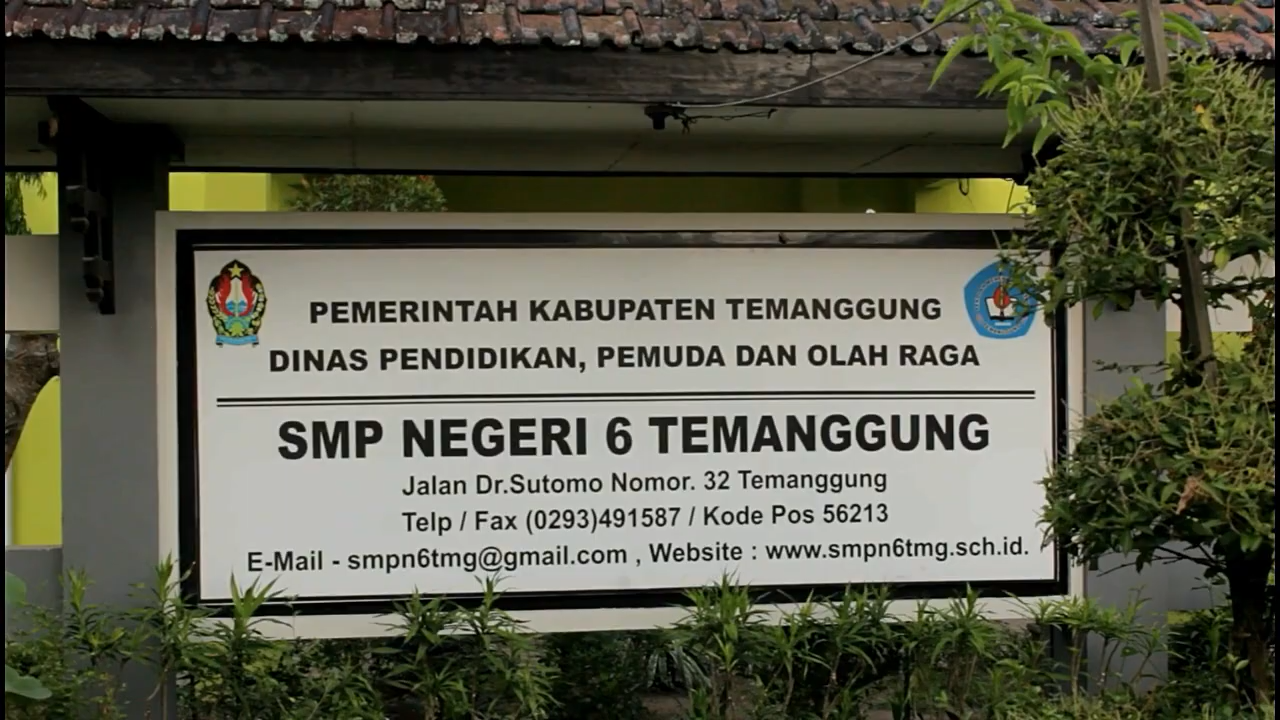 PEMERINTAH KABUPATEN TEMANGGUNG
DINAS PENDIDIKAN, PEMUDA DAN OLAH RAGA
SMP NEGERI 6 TEMANGGUNG
Jalan Dr.Sutomo Nomor. 32 Temanggung
Telp / Fax (0293)491587 / Kode Pos 56213
E-Mail - smpn6tmg@gmail.com , Website : www.smpn6tmg.sch.id.